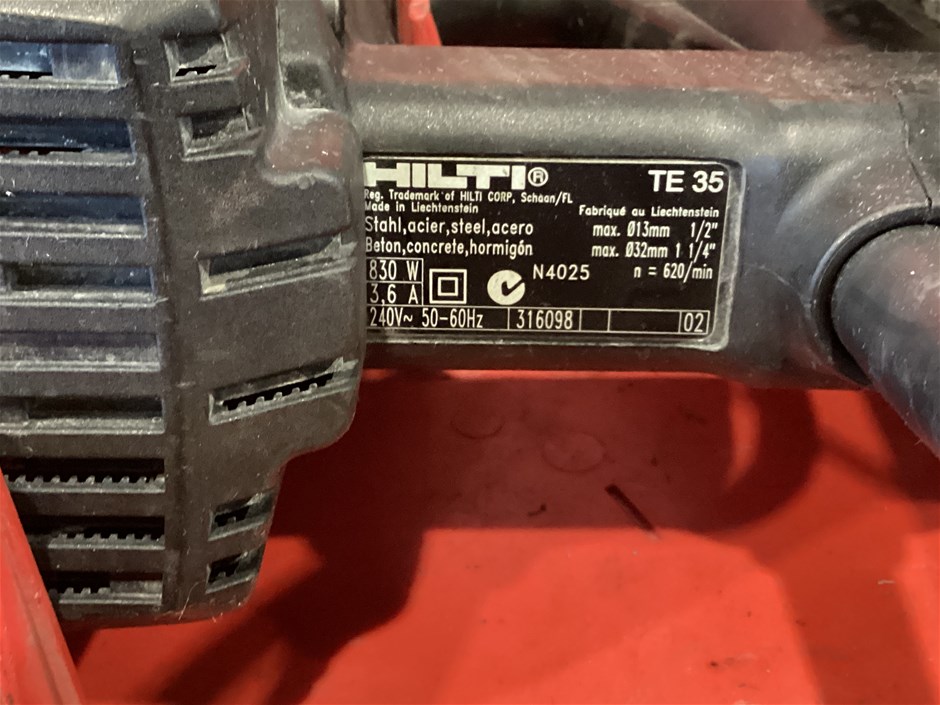 HILTI® TE 35
Reg. Trademark of HILTI CORP, Schaan/FL
Made in Liechtenstein Fabriqué au Liechtenstein
Stahl,acier,steel,acero max. Ø13mm 1/2"
Beton,concrete,hormigón max. Ø32mm 1 1/4"
830 W N4025 n = 620/min
3,6 A
240V~ 50-60Hz 316098 02